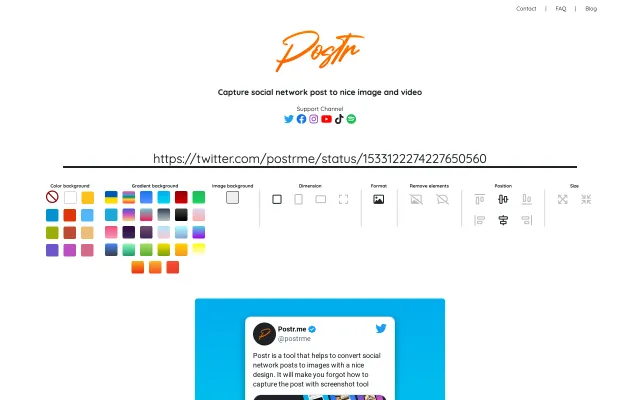 Contact | FAQ | Blog
Postr
Capture social network post to nice image and video
Support Channel
https://twitter.com/postrme/status/1533122274227650560
Color background Gradient background Image background Dimension Format Remove elements Position Size
Postr.me
@postrme
Postr is a tool that helps to convert social
network posts to images with a nice
design. It will make you forgot how to
capture the post with screenshot tool